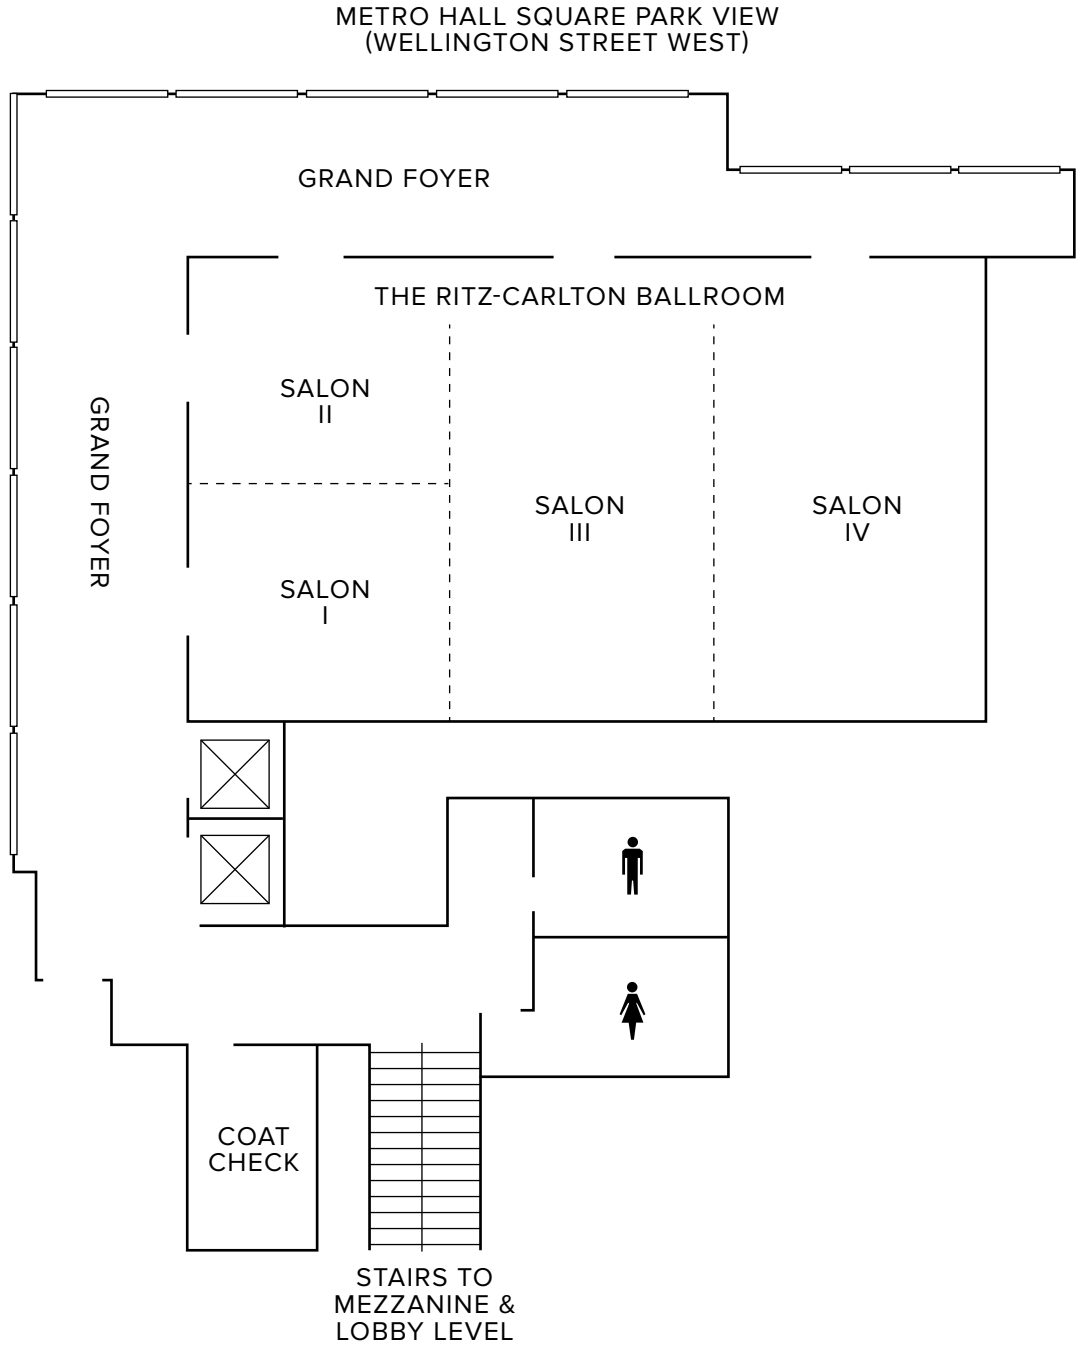 METRO HALL SQUARE PARK VIEW
(WELLINGTON STREET WEST)
GRAND FOYER
THE RITZ-CARLTON BALLROOM
SALON
II
GRAND FOYER
SALON
III
SALON
IV
SALON
I
COAT
CHECK
STAIRS TO
MEZZANINE &
LOBBY LEVEL